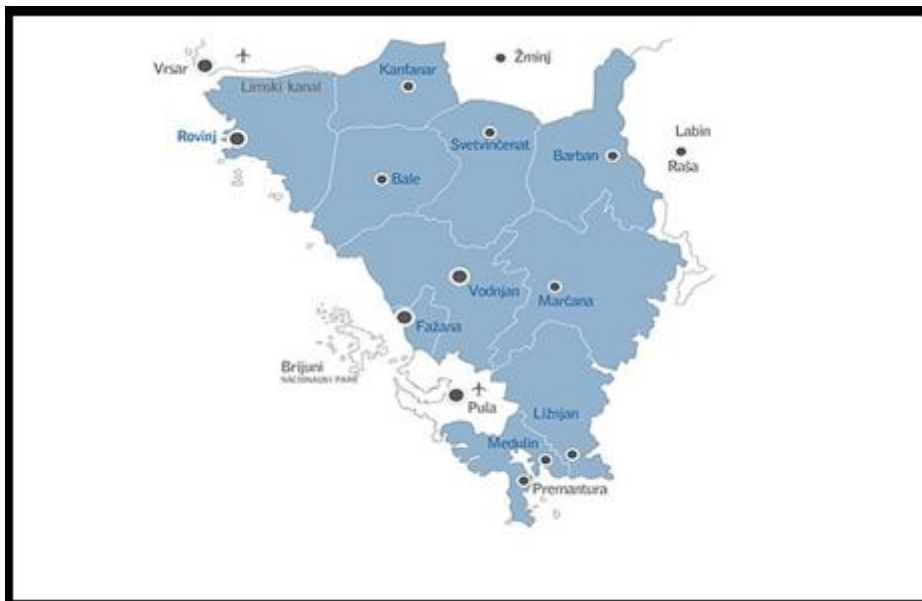 Vrsar
Žminj
Kanfanar
Limski kanal
Rovinj
Svetvinčenat
Labin
Barban
Raša
Bale
Vodnjan
Marčana
Fažana
Brijuni
NACIONALNI PARK
Pula
Ližnjan
Medulin
Premantura